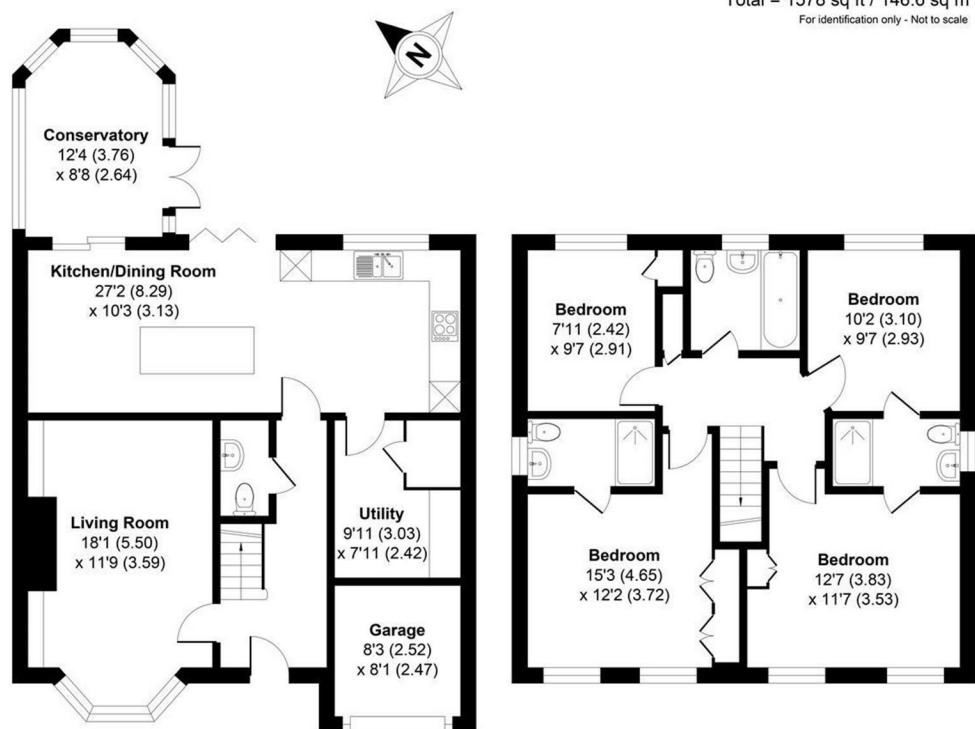 Total = 1578 sq ft / 146.6 sq m
For identification only - Not to scale
N
Conservatory
12'4 (3.76)
x 8'8 (2.64)
Kitchen/Dining Room
27'2 (8.29)
x 10'3 (3.13)
Living Room
18'1 (5.50)
x 11'9 (3.59)
Utility
9'11 (3.03)
x 7'11 (2.42)
Garage
8'3 (2.52)
x 8'1 (2.47)
Bedroom
7'11 (2.42)
x 9'7 (2.91)
Bedroom
10'2 (3.10)
x 9'7 (2.93)
Bedroom
15'3 (4.65)
x 12'2 (3.72)
Bedroom
12'7 (3.83)
x 11'7 (3.53)